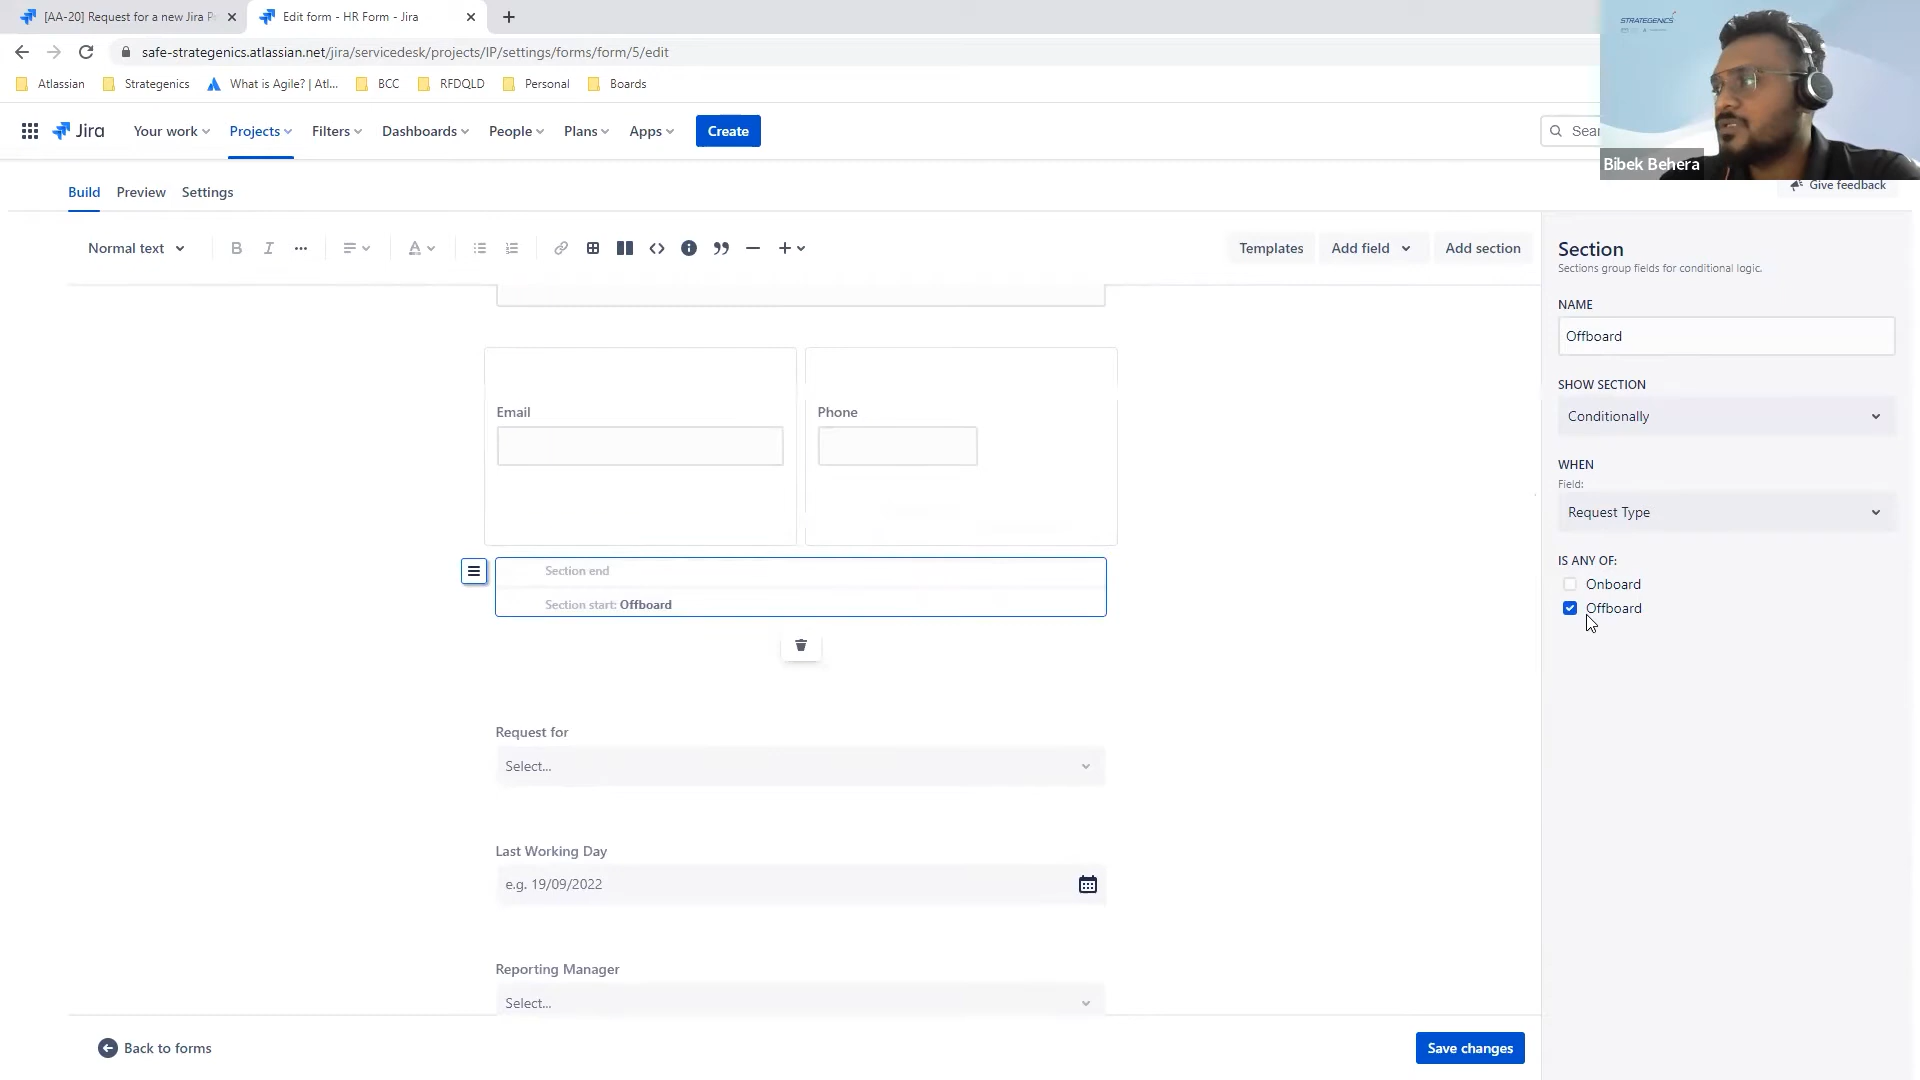 [AA-20] Request for a new Jira Pr
Edit form - HR Form - Jira
safe-strategenics.atlassian.net/jira/servicedesk/projects/IP/settings/forms/form/5/edit
Atlassian
Strategenics
What is Agile? | Atl...
BCC
RFDQLD
Personal
Boards
STRATEGENICS
Jira
Your work
Projects
Filters
Dashboards
People
Plans
Apps
Create
Sear
Bibek Behera
Build
Preview
Settings
Give feedback
Normal text
B
I
A
Templates
Add field
Add section
Section
Sections group fields for conditional logic.
NAME
Offboard
SHOW SECTION
Conditionally
WHEN
Field:
Request Type
IS ANY OF:
Onboard
Offboard
Email
Phone
Section end
Section start: Offboard
Request for
Select...
Last Working Day
e.g. 19/09/2022
Reporting Manager
Select...
Back to forms
Save changes